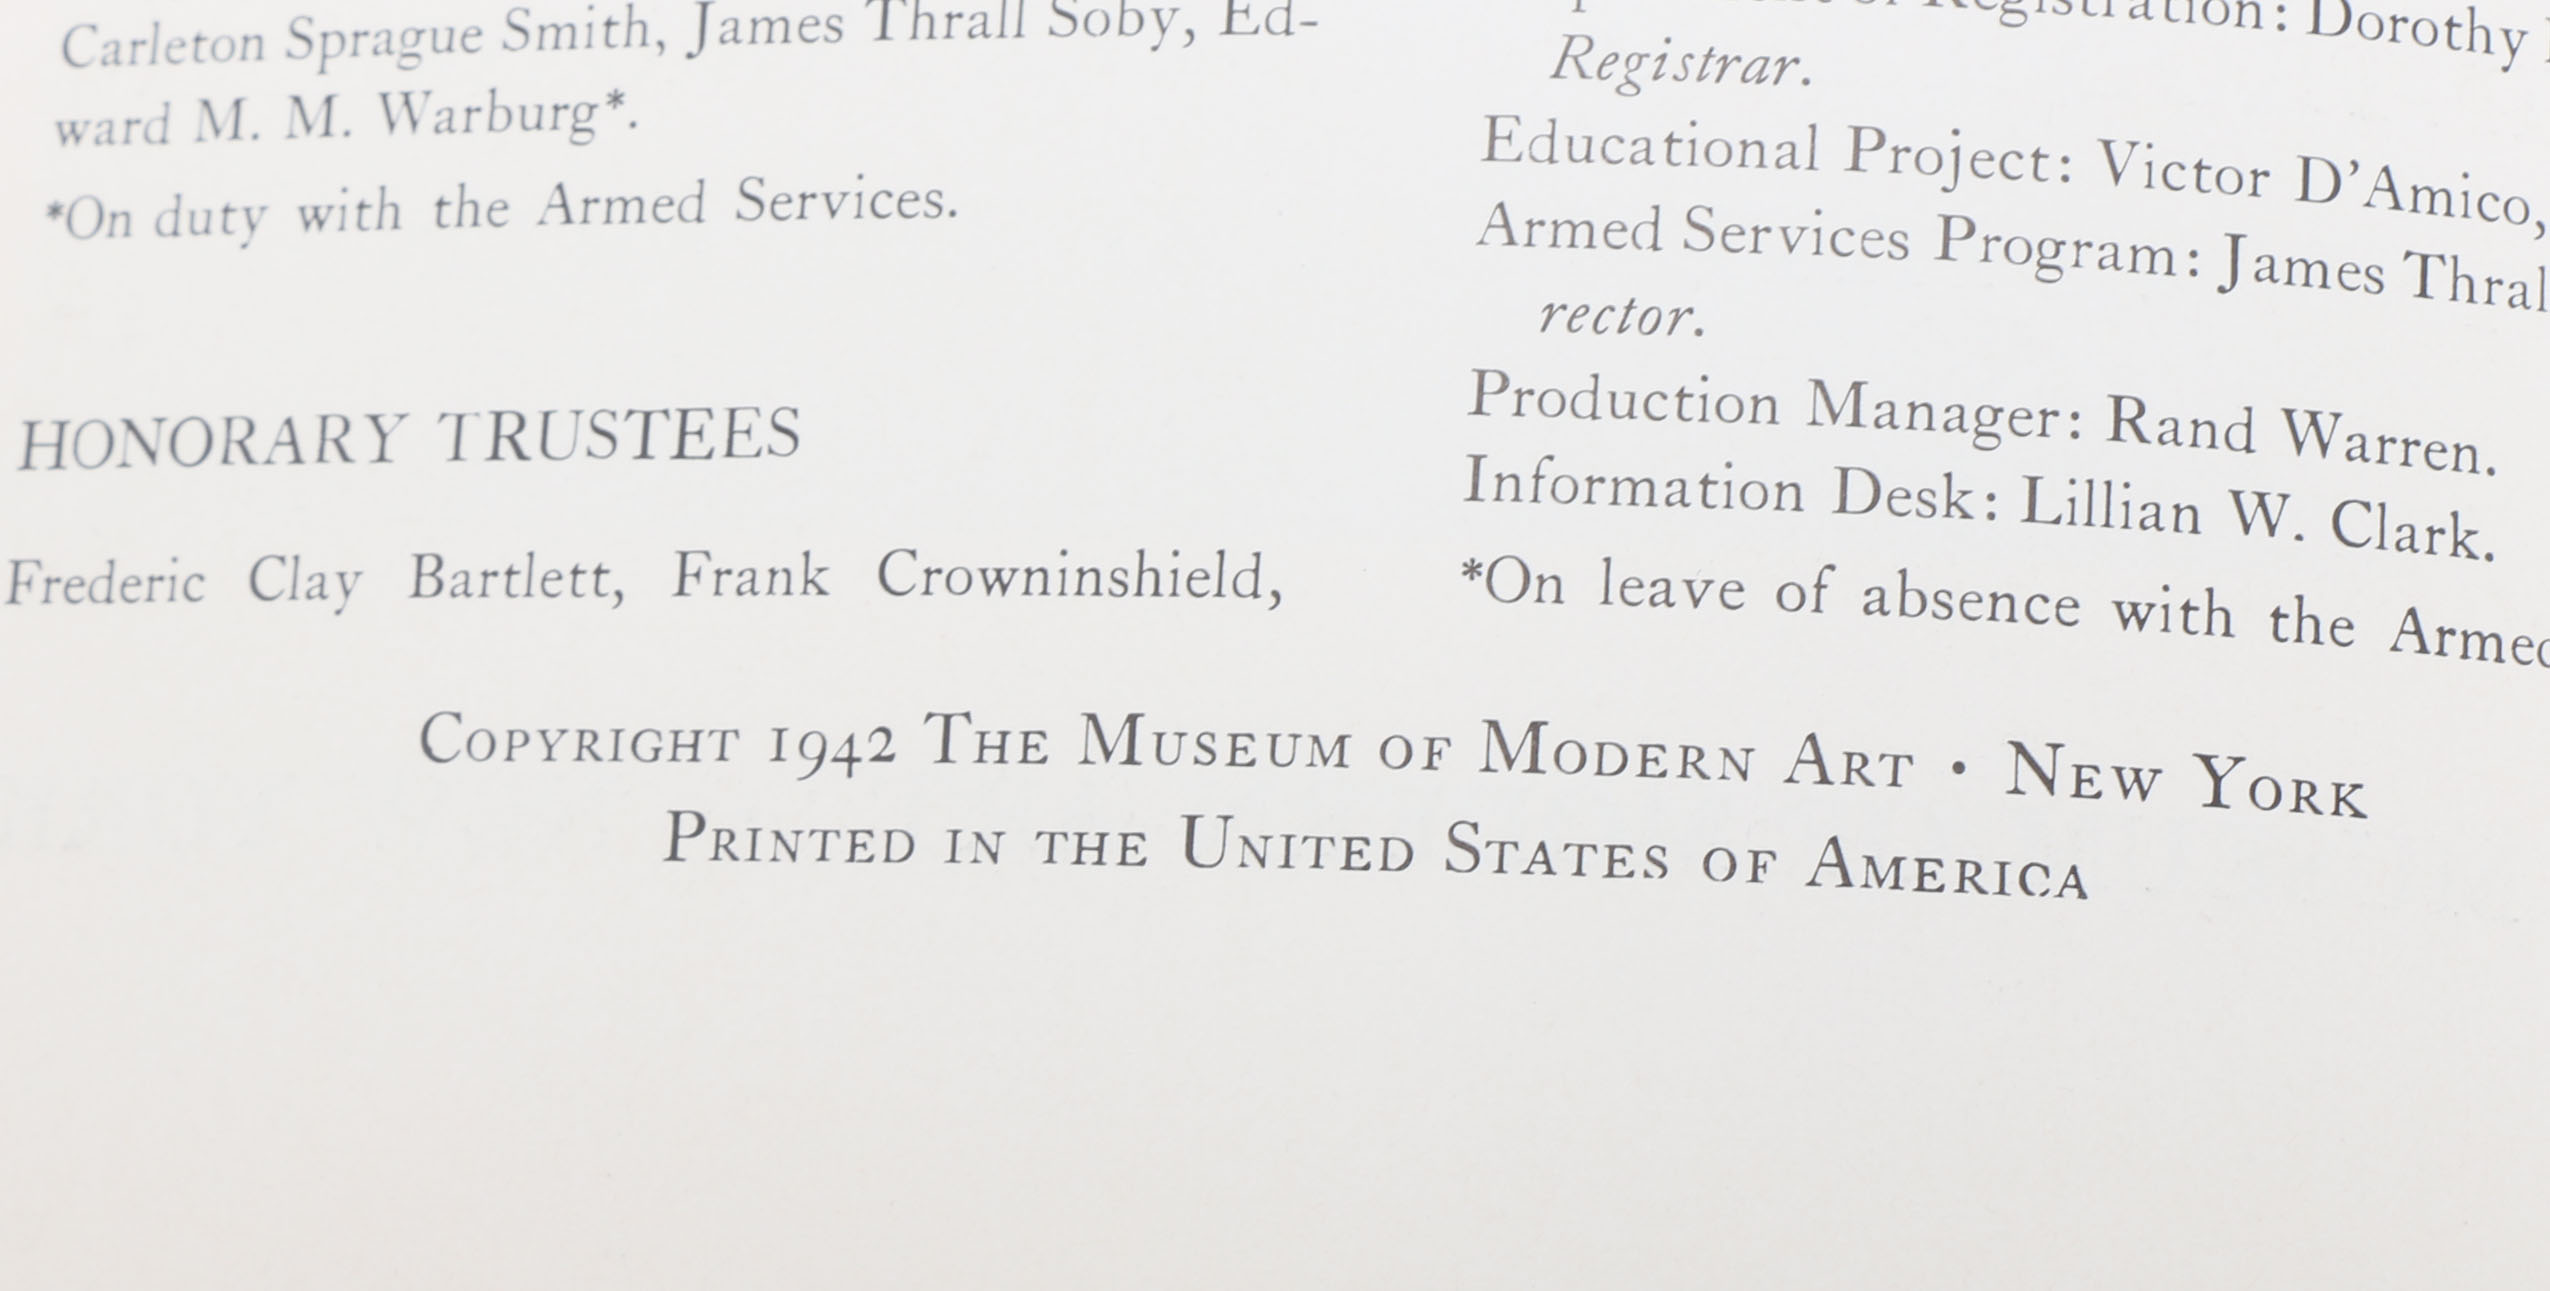 Carleton Sprague Smith, James Thrall Soby, Ed-
ward M. M. Warburg*.
*On duty with the Armed Services.
HONORARY TRUSTEES
Frederic Clay Bartlett, Frank Crowninshield,
Registration: Dorothy
Registrar.
Educational Project: Victor D'Amico,
Armed Services Program: James Thral
rector.
Production Manager: Rand Warren.
Information Desk: Lillian W. Clark.
*On leave of absence with the Armed
COPYRIGHT 1942 THE MUSEUM OF MODERN ART · NEW YORK
PRINTED IN THE UNITED STATES OF AMERICA